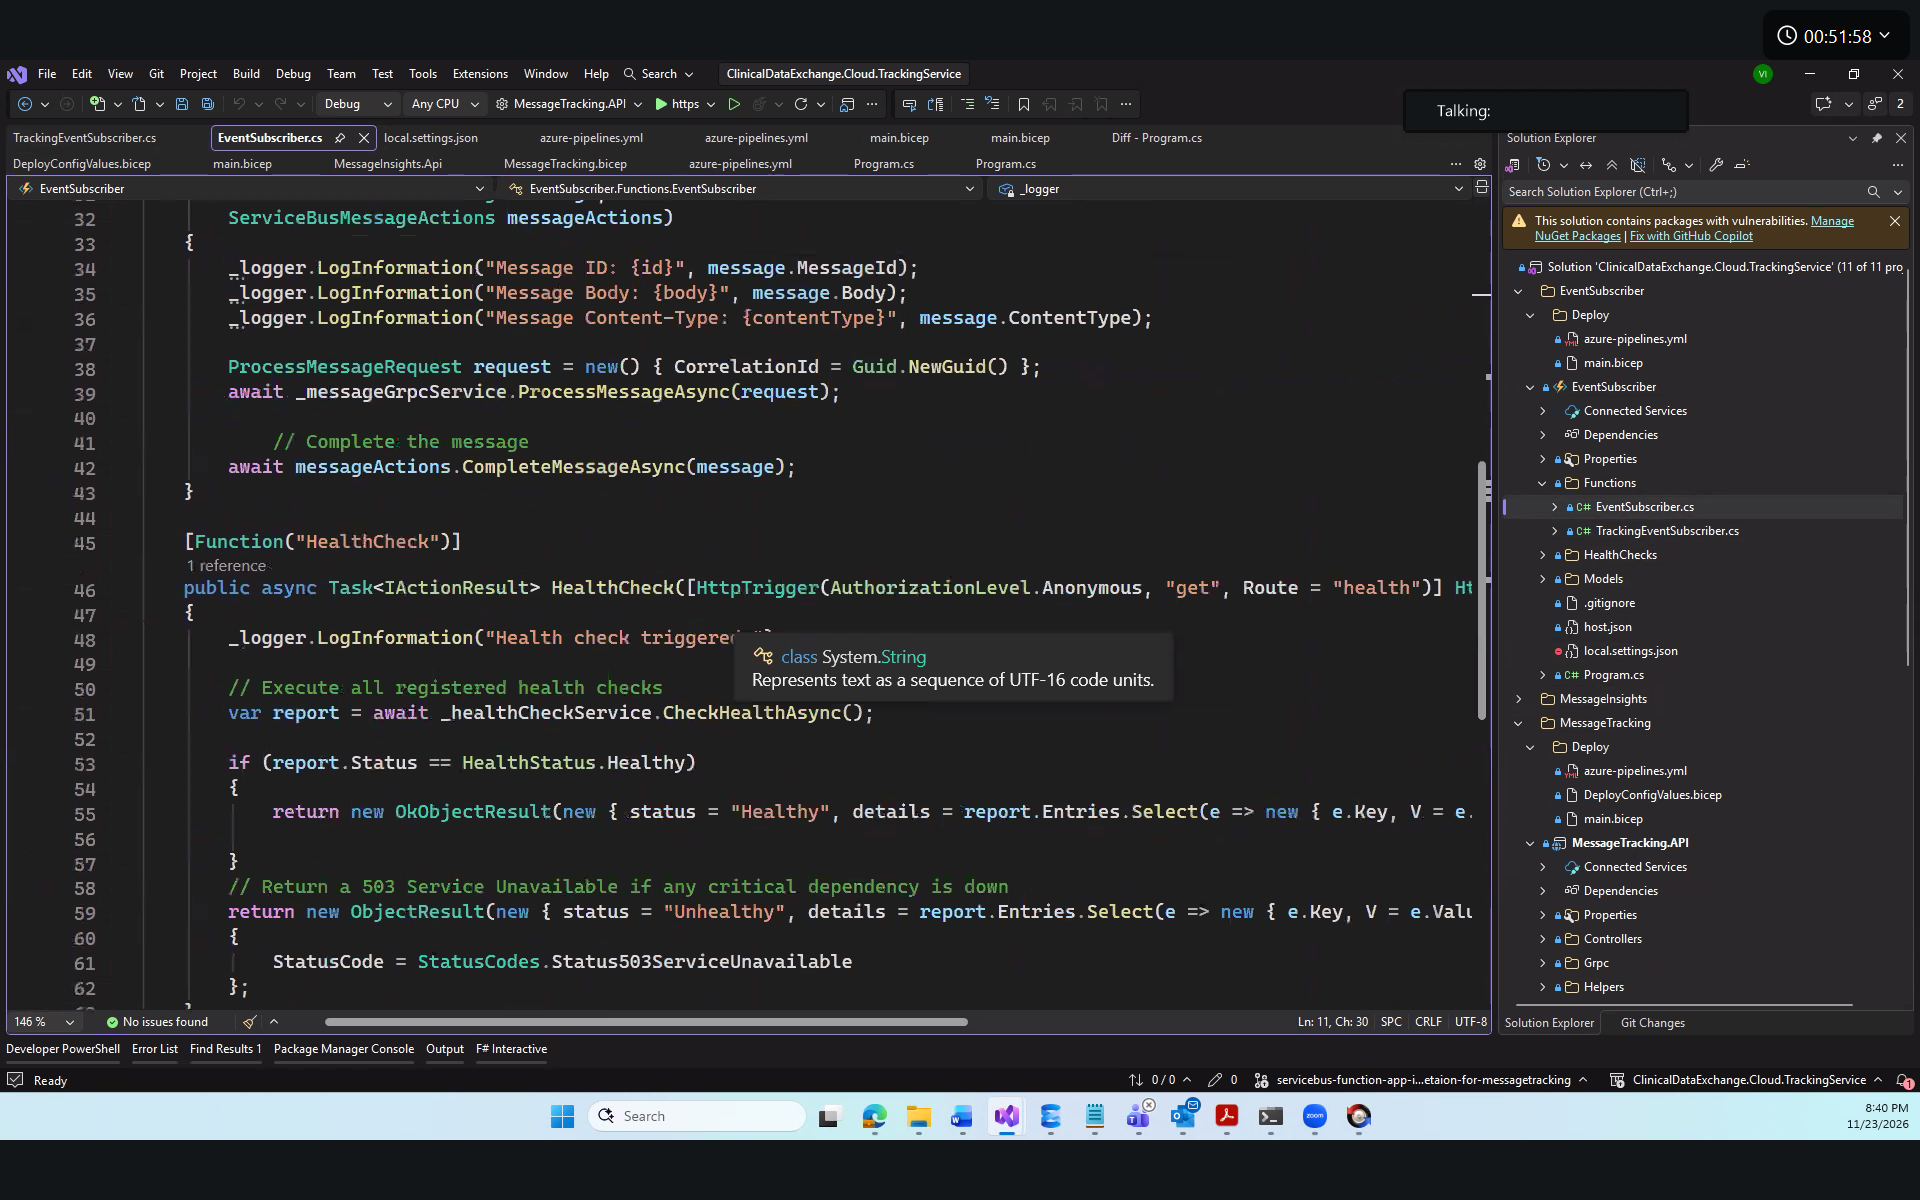 00:51:58
File Edit View Git Project Build Debug Team Test Tools Extensions Window Help Search ClinicalDataExchange.Cloud.TrackingService VI
Debug Any CPU MessageTracking.API https 2
Talking:
TrackingEventSubscriber.cs EventSubscriber.cs local.settings.json azure-pipelines.yml azure-pipelines.yml main.bicep main.bicep Diff - Program.cs
DeployConfigValues.bicep main.bicep MessageInsights.Api MessageTracking.bicep azure-pipelines.yml Program.cs Program.cs
EventSubscriber EventSubscriber.Functions.EventSubscriber _logger
32 ServiceBusMessageActions messageActions)
33 {
34 _logger.LogInformation("Message ID: {id}", message.MessageId);
35 _logger.LogInformation("Message Body: {body}", message.Body);
36 _logger.LogInformation("Message Content-Type: {contentType}", message.ContentType);
37
38 ProcessMessageRequest request = new() { CorrelationId = Guid.NewGuid() };
39 await _messageGrpcService.ProcessMessageAsync(request);
40
41 // Complete the message
42 await messageActions.CompleteMessageAsync(message);
43 }
44
45 [Function("HealthCheck")]
1 reference
46 public async Task<IActionResult> HealthCheck([HttpTrigger(AuthorizationLevel.Anonymous, "get", Route = "health")] Ht
47 {
48 _logger.LogInformation("Health check triggered
class System.String
Represents text as a sequence of UTF-16 code units.
49
50 // Execute all registered health checks
51 var report = await _healthCheckService.CheckHealthAsync();
52
53 if (report.Status == HealthStatus.Healthy)
54 {
55 return new OkObjectResult(new { status = "Healthy", details = report.Entries.Select(e => new { e.Key, V = e.
56
57 }
58 // Return a 503 Service Unavailable if any critical dependency is down
59 return new ObjectResult(new { status = "Unhealthy", details = report.Entries.Select(e => new { e.Key, V = e.Valu
60 {
61 StatusCode = StatusCodes.Status503ServiceUnavailable
62 };
146 % No issues found Ln: 11, Ch: 30 SPC CRLF UTF-8
Solution Explorer
Search Solution Explorer (Ctrl+;)
This solution contains packages with vulnerabilities. Manage
NuGet Packages | Fix with GitHub Copilot
Solution 'ClinicalDataExchange.Cloud.TrackingService' (11 of 11 pro
EventSubscriber
Deploy
azure-pipelines.yml
main.bicep
EventSubscriber
Connected Services
Dependencies
Properties
Functions
C# EventSubscriber.cs
C# TrackingEventSubscriber.cs
HealthChecks
Models
.gitignore
host.json
local.settings.json
C# Program.cs
MessageInsights
MessageTracking
Deploy
azure-pipelines.yml
DeployConfigValues.bicep
main.bicep
MessageTracking.API
Connected Services
Dependencies
Properties
Controllers
Grpc
Helpers
Solution Explorer Git Changes
Developer PowerShell Error List Find Results 1 Package Manager Console Output F# Interactive
Ready 0 / 0 0 servicebus-function-app-i...etaion-for-messagetracking ClinicalDataExchange.Cloud.TrackingService 1
Search zoom
8:40 PM
11/23/2026